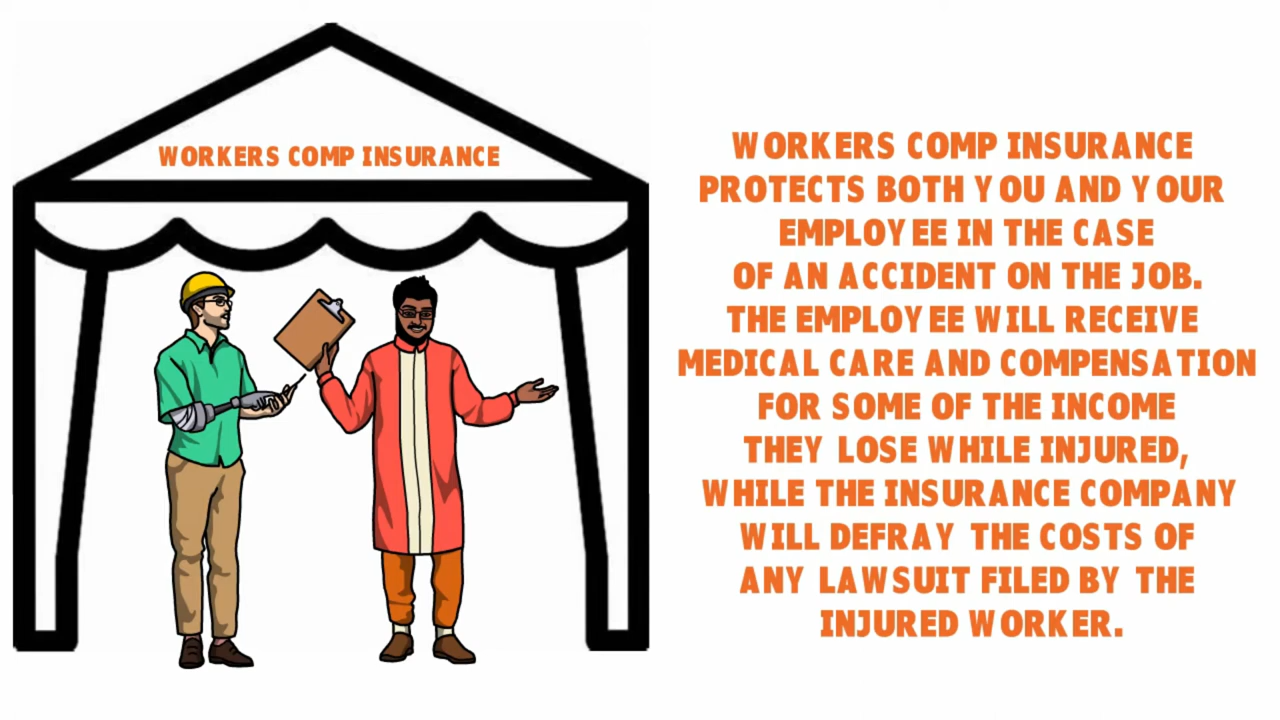 WORKERS COMP INSURANCE
WORKERS COMP INSURANCE
PROTECTS BOTH YOU AND YOUR
EMPLOYEE IN THE CASE
OF AN ACCIDENT ON THE JOB.
THE EMPLOYEE WILL RECEIVE
MEDICAL CARE AND COMPENSATION
FOR SOME OF THE INCOME
THEY LOSE WHILE INJURED,
WHILE THE INSURANCE COMPANY
WILL DEFRAY THE COSTS OF
ANY LAWSUIT FILED BY THE
INJURED WORKER.